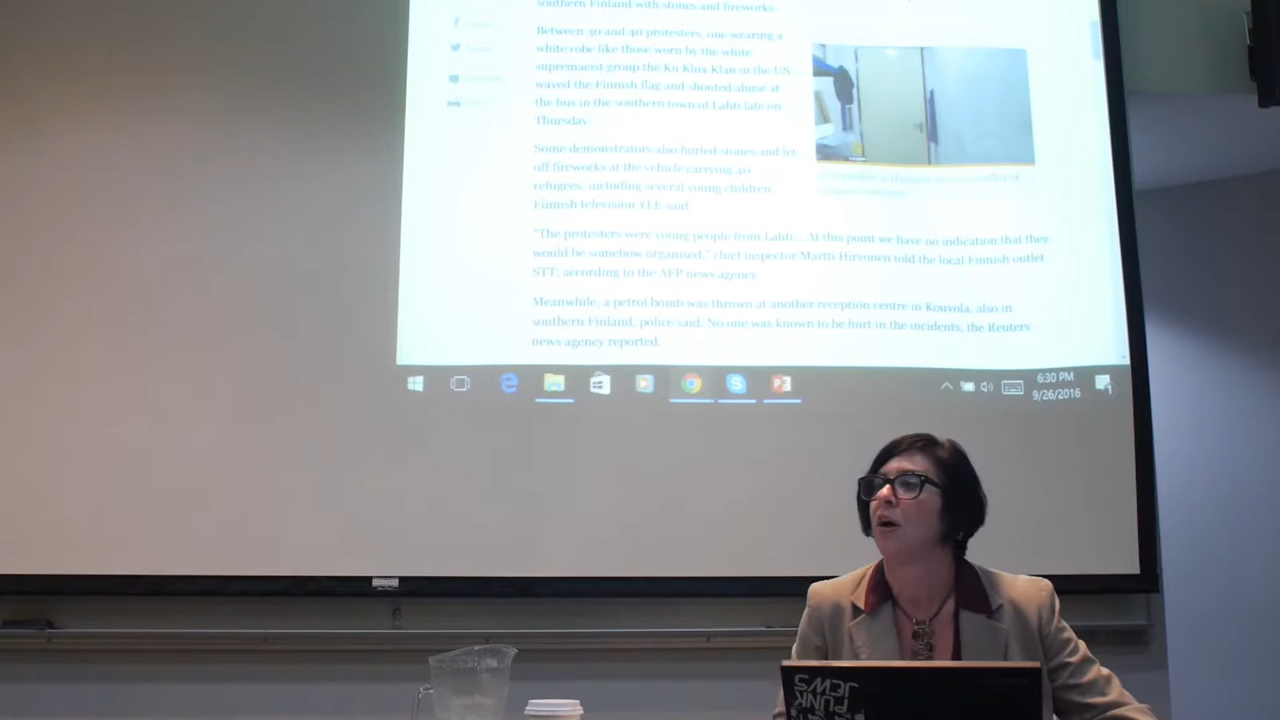 southern Finland with stones and fireworks.
Between 30 and 40 protesters, one wearing a
white robe like those worn by the white
supremacist group the Ku Klux Klan in the US,
waved the Finnish flag and shouted abuse at
the bus in the southern town of Lahti late on
Thursday.
Some demonstrators also hurled stones and let
off fireworks at the vehicle carrying 40
refugees, including several young children,
Finnish television YLE said.
"The protesters were young people from Lahti... At this point we have no indication that they
would be somehow organised," chief inspector Martti Hirvonen told the local Finnish outlet
STT, according to the AFP news agency.
Meanwhile, a petrol bomb was thrown at another reception centre in Kouvola, also in
southern Finland, police said. No one was known to be hurt in the incidents, the Reuters
news agency reported.
6:30 PM
9/26/2016
PUNK
JEWS